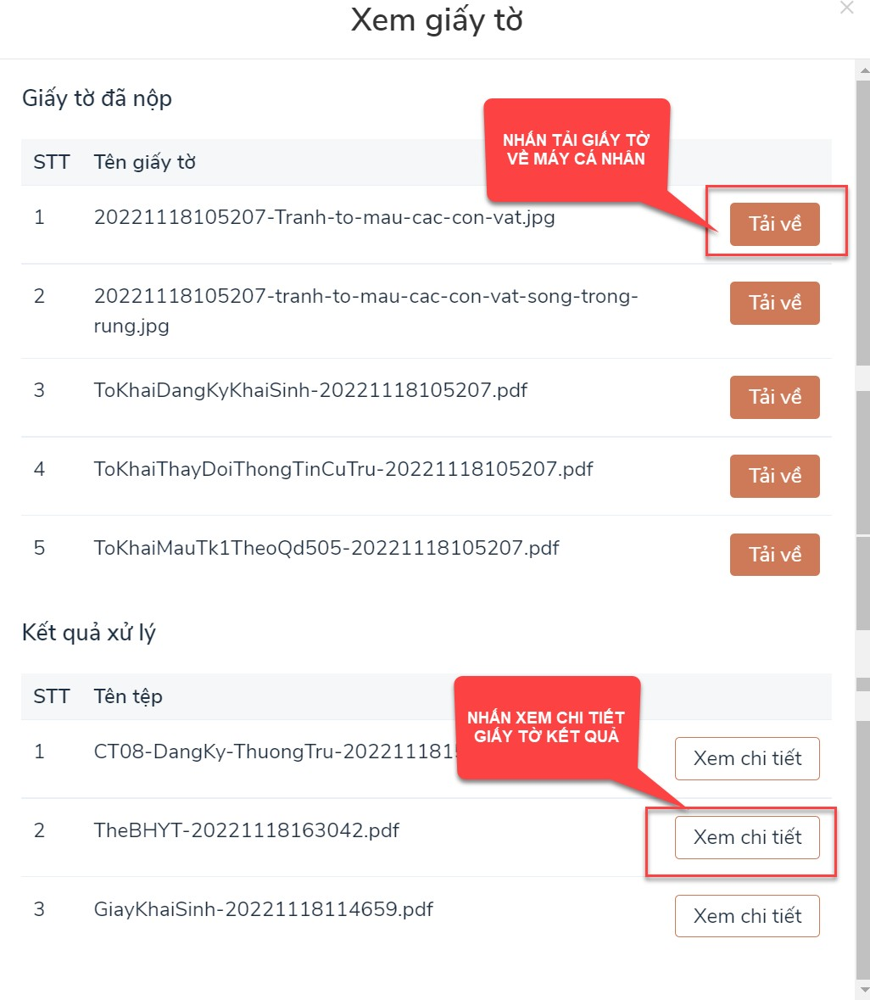 Xem giấy tờ
Giấy tờ đã nộp
NHẤN TẢI GIẤY TỜ
VỀ MÁY CÁ NHÂN
STT Tên giấy tờ
1 20221118105207-Tranh-to-mau-cac-con-vat.jpg Tải về
2 20221118105207-tranh-to-mau-cac-con-vat-song-trong-
rung.jpg Tải về
3 ToKhaiDangKyKhaiSinh-20221118105207.pdf Tải về
4 ToKhaiThayDoiThongTinCuTru-20221118105207.pdf Tải về
5 ToKhaiMauTk1TheoQd505-20221118105207.pdf Tải về
Kết quả xử lý
STT Tên tệp
NHẤN XEM CHI TIẾT
GIẤY TỜ KẾT QUẢ
1 CT08-DangKy-ThuongTru-202211181 Xem chi tiết
2 TheBHYT-20221118163042.pdf Xem chi tiết
3 GiayKhaiSinh-20221118114659.pdf Xem chi tiết